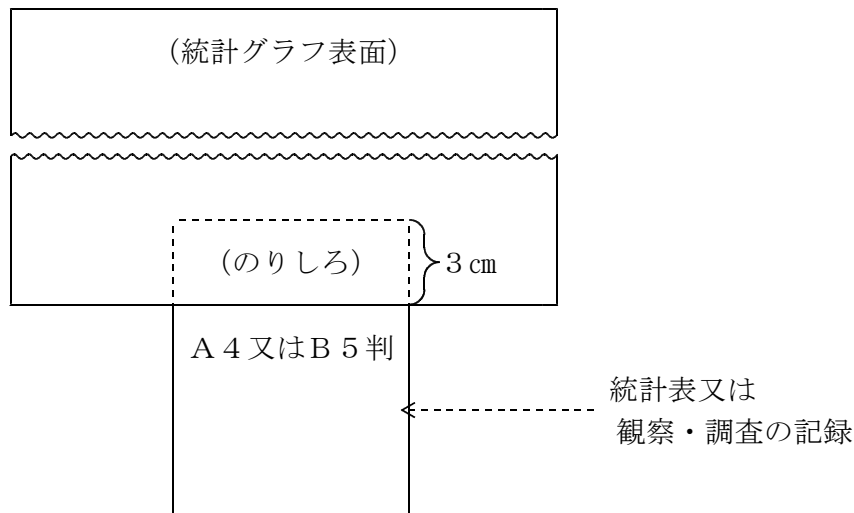 （統計グラフ表面）
（のりしろ）
３㎝
Ａ４又はＢ５判
統計表又は
観察・調査の記録